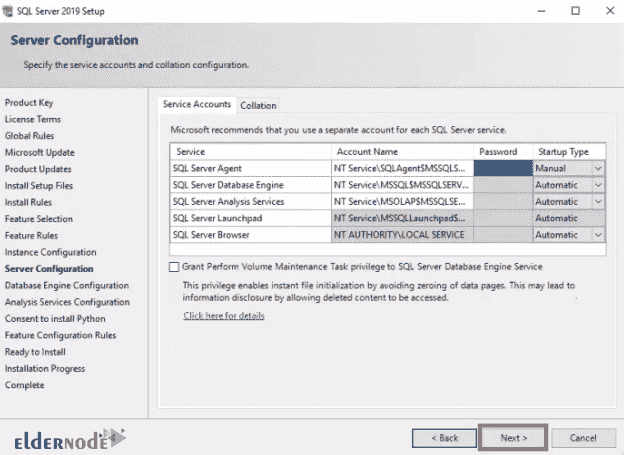 SQL Server 2019 Setup
Server Configuration
Specify the service accounts and collation configuration.
Product Key
License Terms
Global Rules
Microsoft Update
Product Updates
Install Setup Files
Install Rules
Feature Selection
Feature Rules
Instance Configuration
Server Configuration
Database Engine Configuration
Analysis Services Configuration
Consent to install Python
Feature Configuration Rules
Ready to Install
Installation Progress
Complete
Service Accounts Collation
Microsoft recommends that you use a separate account for each SQL Server service.
Service Account Name Password Startup Type
SQL Server Agent NT Service\SQLAgent$MSSQLS... Manual
SQL Server Database Engine NT Service\MSSQL$MSSQLSERV... Automatic
SQL Server Analysis Services NT Service\MSOLAP$MSSQLSE... Automatic
SQL Server Launchpad NT Service\MSSQLLaunchpad$... Automatic
SQL Server Browser NT AUTHORITY\LOCAL SERVICE Automatic
Grant Perform Volume Maintenance Task privilege to SQL Server Database Engine Service
This privilege enables instant file initialization by avoiding zeroing of data pages. This may lead to
information disclosure by allowing deleted content to be accessed.
Click here for details
elDERNODE
< Back Next > Cancel